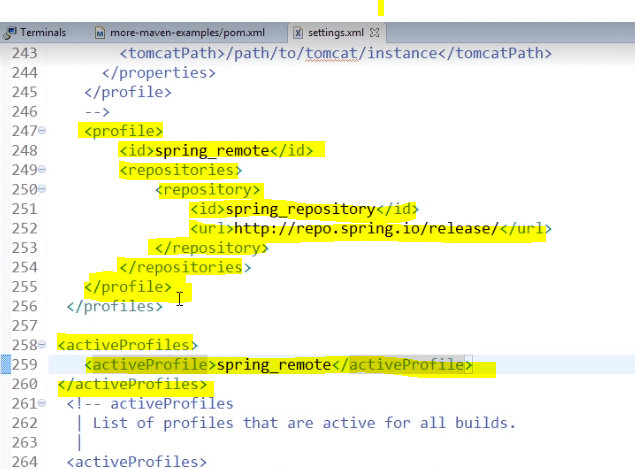 Terminals more-maven-examples/pom.xml settings.xml
243 <tomcatPath>/path/to/tomcat/instance</tomcatPath>
244 </properties>
245 </profile>
246 -->
247 <profile>
248 <id>spring_remote</id>
249 <repositories>
250 <repository>
251 <id>spring_repository</id>
252 <url>http://repo.spring.io/release/</url>
253 </repository>
254 </repositories>
255 </profile>
256 </profiles>
257
258 <activeProfiles>
259 <activeProfile>spring_remote</activeProfile>
260 </activeProfiles>
261 <!-- activeProfiles
262 | List of profiles that are active for all builds.
263 |
264 <activeProfiles>